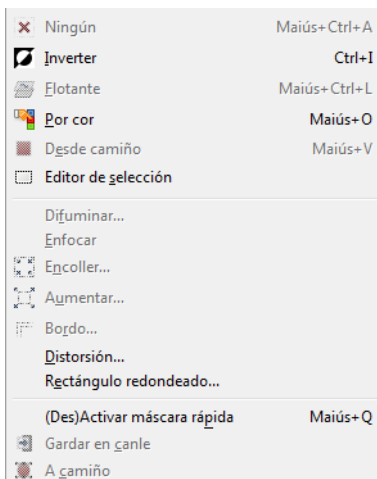 Ningún Maiús+Ctrl+A
Inverter Ctrl+I
Flotante Maiús+Ctrl+L
Por cor Maiús+O
Desde camiño Maiús+V
Editor de selección
Difuminar...
Enfocar
Encoller...
Aumentar...
Bordo...
Distorsión...
Rectángulo redondeado...
(Des)Activar máscara rápida Maiús+Q
Gardar en canle
A camiño